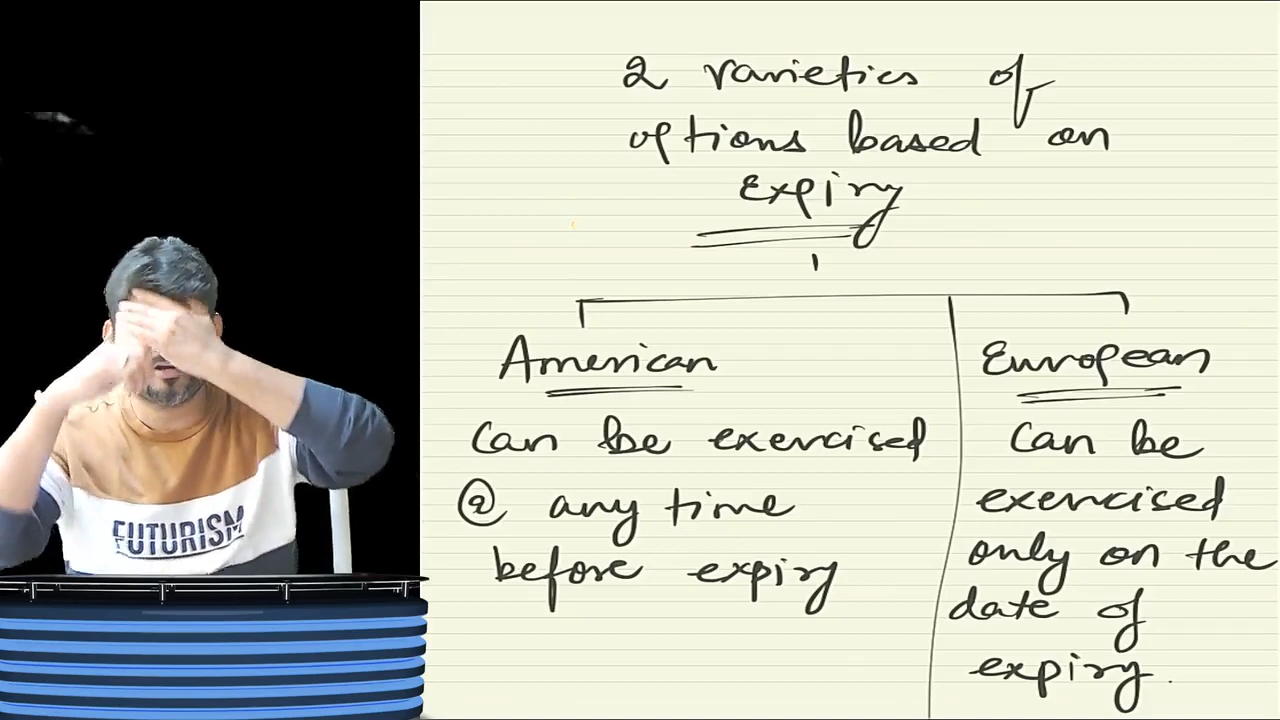 2 varieties of
options based on
Expiry
American
can be exercised
@ any time
before expiry
European
can be
exercised
only on the
date of
expiry.
FUTURISM